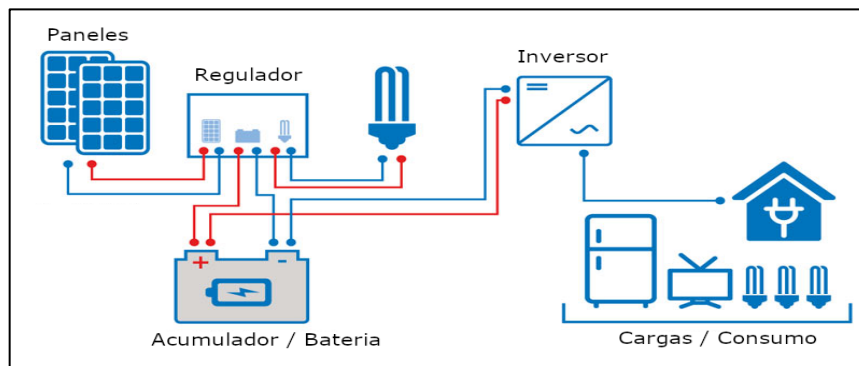 Paneles
Regulador
Inversor
+
-
Acumulador / Bateria
Cargas / Consumo